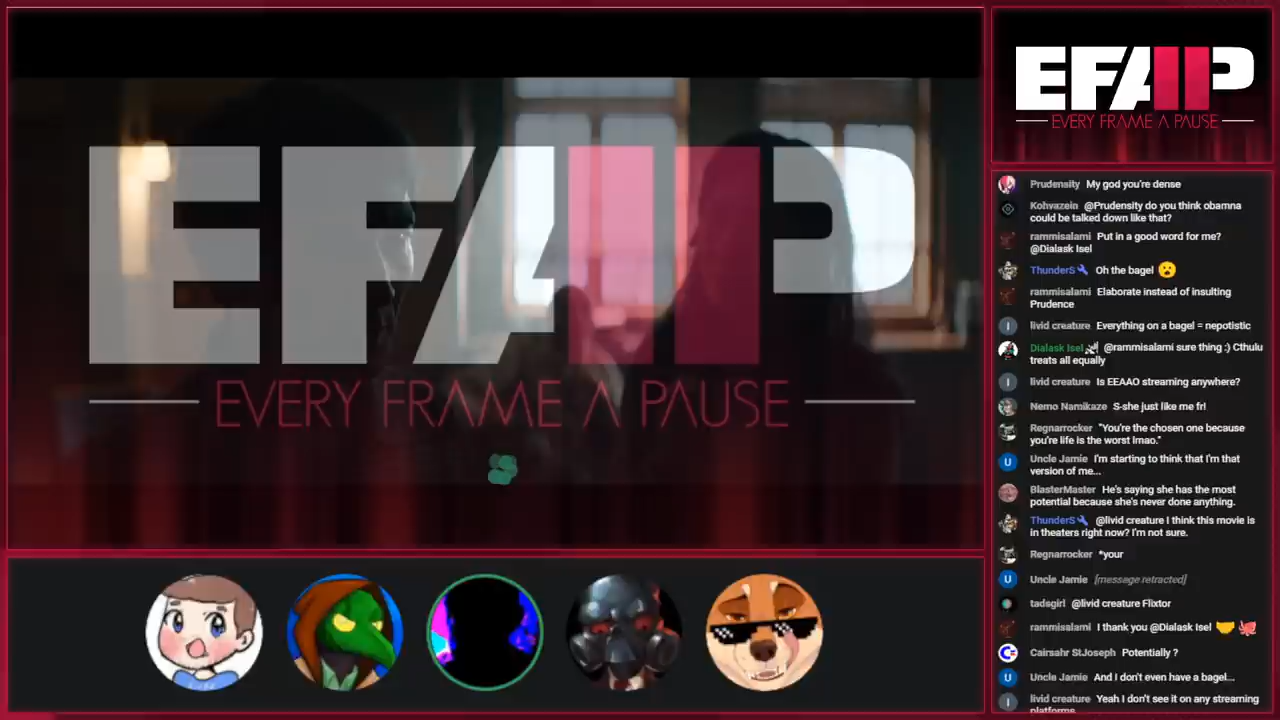 EFAP
EVERY FRAME A PAUSE
EFAP
EVERY FRAME A PAUSE
Prudensity My god you're dense
Kohvazein @Prudensity do you think obamna
could be talked down like that?
rammisalami Put in a good word for me?
@Dialask Isel
ThunderS Oh the bagel 😮
rammisalami Elaborate instead of insulting
Prudence
livid creature Everything on a bagel = nepotistic
Dialask Isel @rammisalami sure thing :) Cthulu
treats all equally
livid creature Is EEAAO streaming anywhere?
Nemo Namikaze S-she just like me fr!
Regnarrocker "You're the chosen one because
you're life is the worst lmao."
Uncle Jamie I'm starting to think that I'm that
version of me...
BlasterMaster He's saying she has the most
potential because she's never done anything.
ThunderS @livid creature I think this movie is
in theaters right now? I'm not sure.
Regnarrocker *your
Uncle Jamie [message retracted]
tadsgirl @livid creature Flixtor
rammisalami I thank you @Dialask Isel 🤝 🐙
Cairsahr StJoseph Potentially ?
Uncle Jamie And I don't even have a bagel...
livid creature Yeah I don't see it on any streaming
platforms